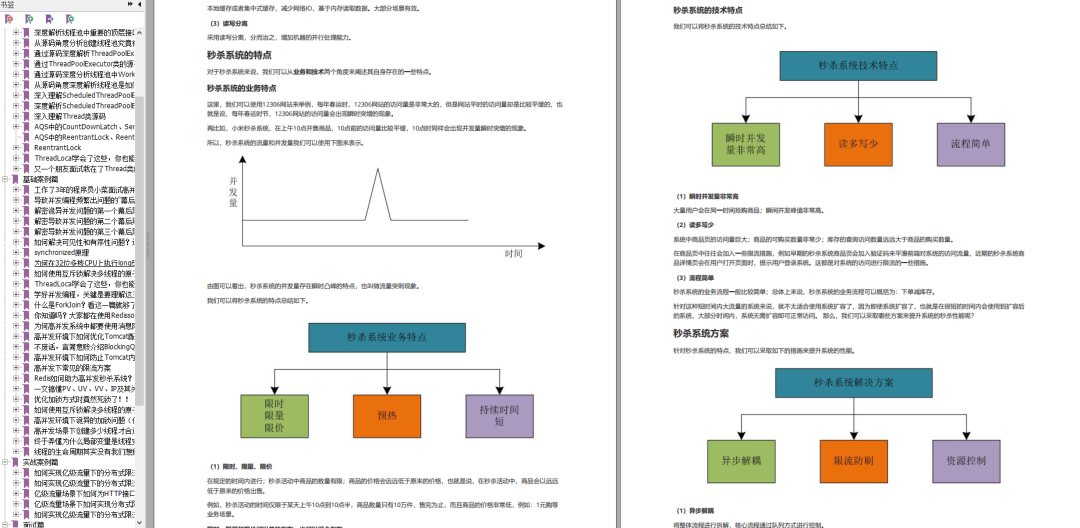 书签
深度解析线程池中重要的顶层接口
从源码角度分析创建线程池究竟有
通过源码深度解析ThreadPoolEx
通过ThreadPoolExecutor类的源
通过源码深度分析线程池中Work
从源码角度深度解析线程池是如
深入理解ScheduledThreadPoolE
深度解析ScheduledThreadPoolE
深入理解Thread类源码
AQS中的CountDownLatch、Sen
AQS中的ReentrantLock、Reent
ReentrantLock
ThreadLocal学会了这些，你也能
又一个朋友面试栽在了Thread类
基础案例篇
工作了3年的程序员小菜面试高并
导致并发编程频繁出问题的“幕后
解密诡异并发问题的第一个幕后
解密导致并发问题的第二个幕后
解密导致并发问题的第三个幕后
如何解决可见性和有序性问题？
synchronized原理
为何在32位多核CPU上执行long
如何使用互斥锁解决多线程的原
ThreadLocal学会了这些，你也能
学好并发编程，关键是要理解这三
什么是ForkJoin？看这一篇就够了
你知道吗？大家都在使用Redisso
为何高并发系统中都要使用消息
高并发环境下如何优化Tomcat
不废话，言简意赅介绍BlockingQ
高并发环境下如何防止Tomcat内
高并发下常见的限流方案
Redis如何助力高并发秒杀系统？
一文搞懂PV、UV、VV、IP及其关
优化加锁方式时竟然死锁了！！
如何使用互斥锁解决多线程的原
高并发环境下诡异的加锁问题（
高并发场景下创建多少线程才合
终于弄懂为什么局部变量是线程安
线程的生命周期其实没有我们想
实战案例篇
如何实现亿级流量下的分布式限
如何实现亿级流量下的分布式限
亿级流量场景下如何为HTTP接口
亿级流量场景下如何实现分布式
如何实现亿级流量下的分布式限
面试篇
本地缓存或者集中式缓存，减少网络IO，基于内存读取数据。大部分场景有效。
（3）读写分离
采用读写分离，分而治之，增加机器的并行处理能力。
秒杀系统的特点
对于秒杀系统来说，我们可以从业务和技术两个角度来阐述其自身存在的一些特点。
秒杀系统的业务特点
这里，我们可以使用12306网站来举例，每年春运时，12306网站的访问量是非常大的，但是网站平时的访问量却是比较平缓的，也
就是说，每年春运时节，12306网站的访问量会出现瞬时突增的现象。
再比如，小米秒杀系统，在上午10点开售商品，10点前的访问量比较平缓，10点时同样会出现并发量瞬时突增的现象。
所以，秒杀系统的流量和并发量我们可以使用下图来表示。
并
发
量
时间
由图可以看出，秒杀系统的并发量存在瞬时凸峰的特点，也叫做流量突刺现象。
我们可以将秒杀系统的特点总结如下。
秒杀系统业务特点
限时
限量
限价
预热
持续时间
短
（1）限时、限量、限价
在规定的时间内进行；秒杀活动中商品的数量有限；商品的价格会远远低于原来的价格，也就是说，在秒杀活动中，商品会以远远
低于原来的价格出售。
例如，秒杀活动的时间仅限于某天上午10点到10点半，商品数量只有10万件，售完为止，而且商品的价格非常低，例如：1元购等
业务场景。
秒杀系统的技术特点
我们可以将秒杀系统的技术特点总结如下。
秒杀系统技术特点
瞬时并发
量非常高
读多写少
流程简单
（1）瞬时并发量非常高
大量用户会在同一时间抢购商品；瞬间并发峰值非常高。
（2）读多写少
系统中商品页的访问量巨大；商品的可购买数量非常少；库存的查询访问数量远远大于商品的购买数量。
在商品页中往往会加入一些限流措施，例如早期的秒杀系统商品页会加入验证码来平滑前端对系统的访问流量，近期的秒杀系统商
品详情页会在用户打开页面时，提示用户登录系统。这都是对系统的访问进行限流的一些措施。
（3）流程简单
秒杀系统的业务流程一般比较简单；总体上来说，秒杀系统的业务流程可以概括为：下单减库存。
针对这种短时间内大流量的系统来说，就不太适合使用系统扩容了，因为即使系统扩容了，也就是在很短的时间内会使用到扩容后
的系统，大部分时间内，系统无需扩容即可正常访问。 那么，我们可以采取哪些方案来提升系统的秒杀性能呢？
秒杀系统方案
针对秒杀系统的特点，我们可以采取如下的措施来提升系统的性能。
秒杀系统解决方案
异步解耦
限流防刷
资源控制
（1）异步解耦
将整体流程进行拆解，核心流程通过队列方式进行控制。